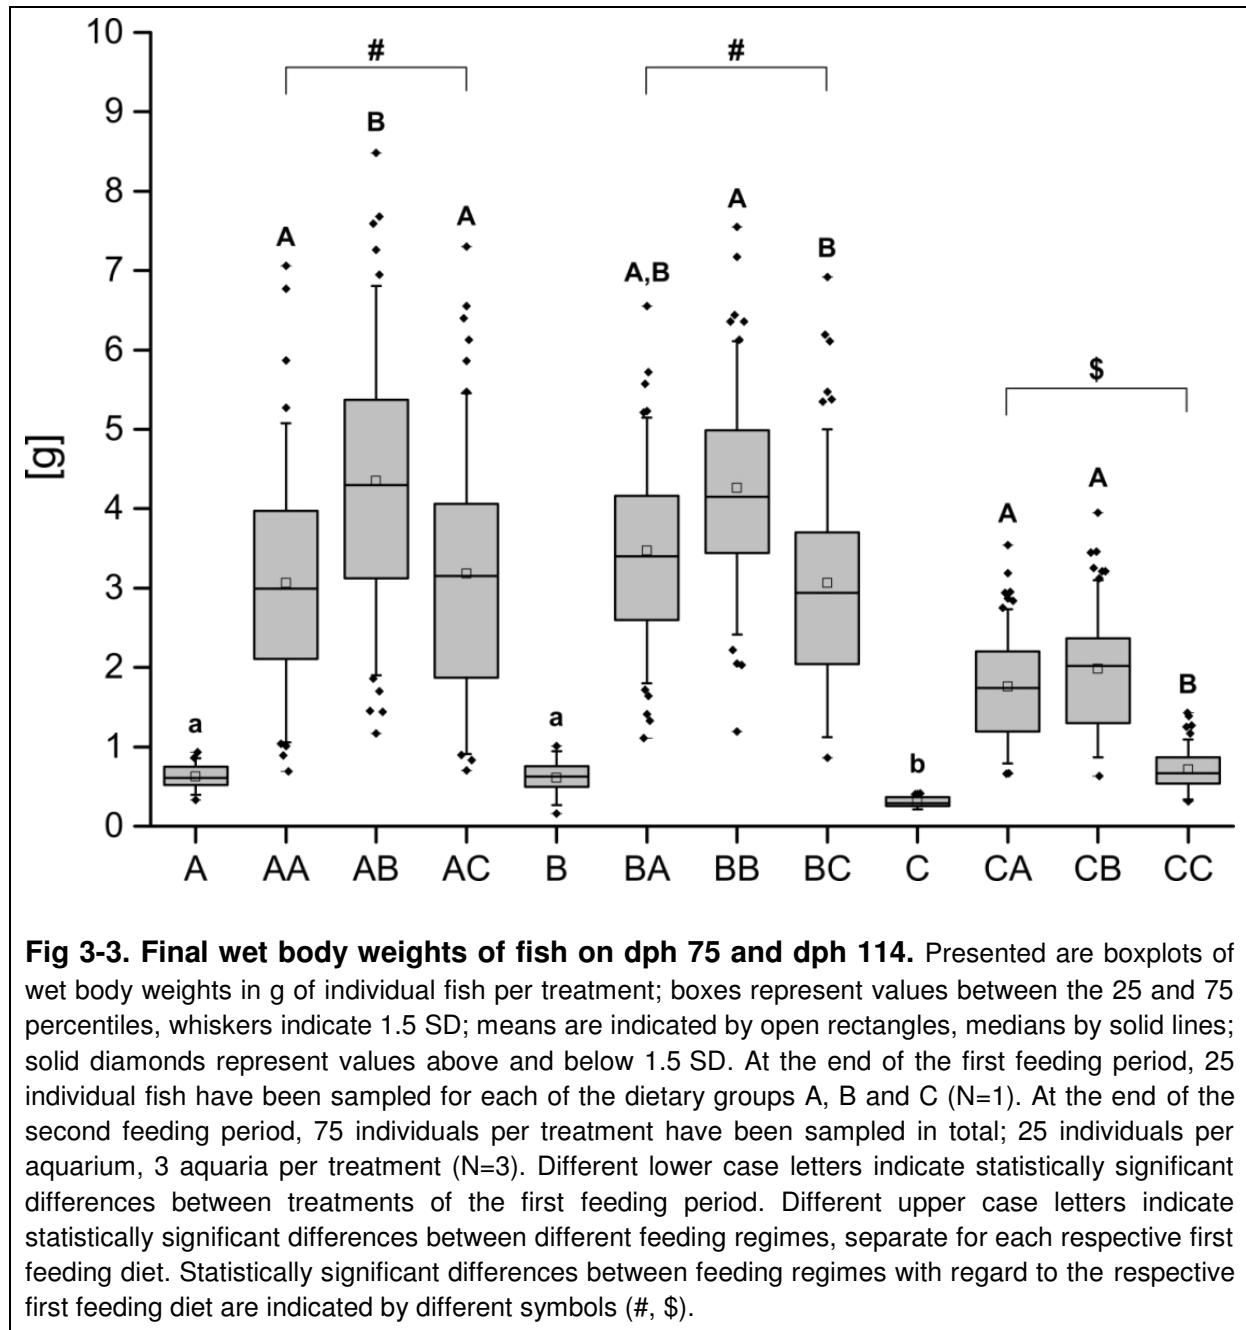 10
9
8
7
6
5
4
3
2
1
0
[g]
# # $
a A B A a A,B A B b A A B
A AA AB AC B BA BB BC C CA CB CC
Fig 3-3. Final wet body weights of fish on dph 75 and dph 114. Presented are boxplots of
wet body weights in g of individual fish per treatment; boxes represent values between the 25 and 75
percentiles, whiskers indicate 1.5 SD; means are indicated by open rectangles, medians by solid lines;
solid diamonds represent values above and below 1.5 SD. At the end of the first feeding period, 25
individual fish have been sampled for each of the dietary groups A, B and C (N=1). At the end of the
second feeding period, 75 individuals per treatment have been sampled in total; 25 individuals per
aquarium, 3 aquaria per treatment (N=3). Different lower case letters indicate statistically significant
differences between treatments of the first feeding period. Different upper case letters indicate
statistically significant differences between different feeding regimes, separate for each respective first
feeding diet. Statistically significant differences between feeding regimes with regard to the respective
first feeding diet are indicated by different symbols (#, $).